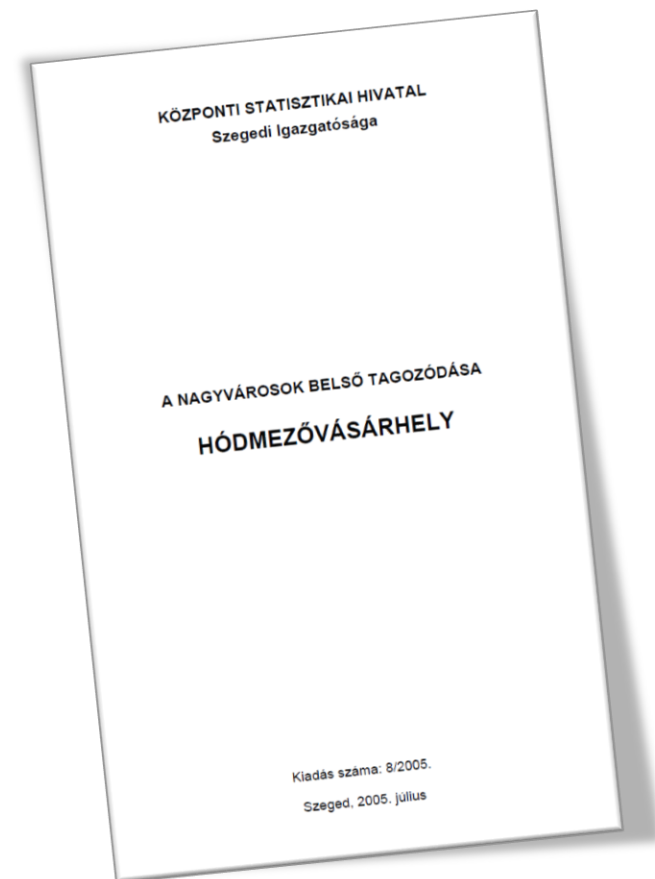 KÖZPONTI STATISZTIKAI HIVATAL
Szegedi Igazgatósága
A NAGYVÁROSOK BELSŐ TAGOZÓDÁSA
HÓDMEZŐVÁSÁRHELY
Kiadás száma: 8/2005.
Szeged, 2005. július